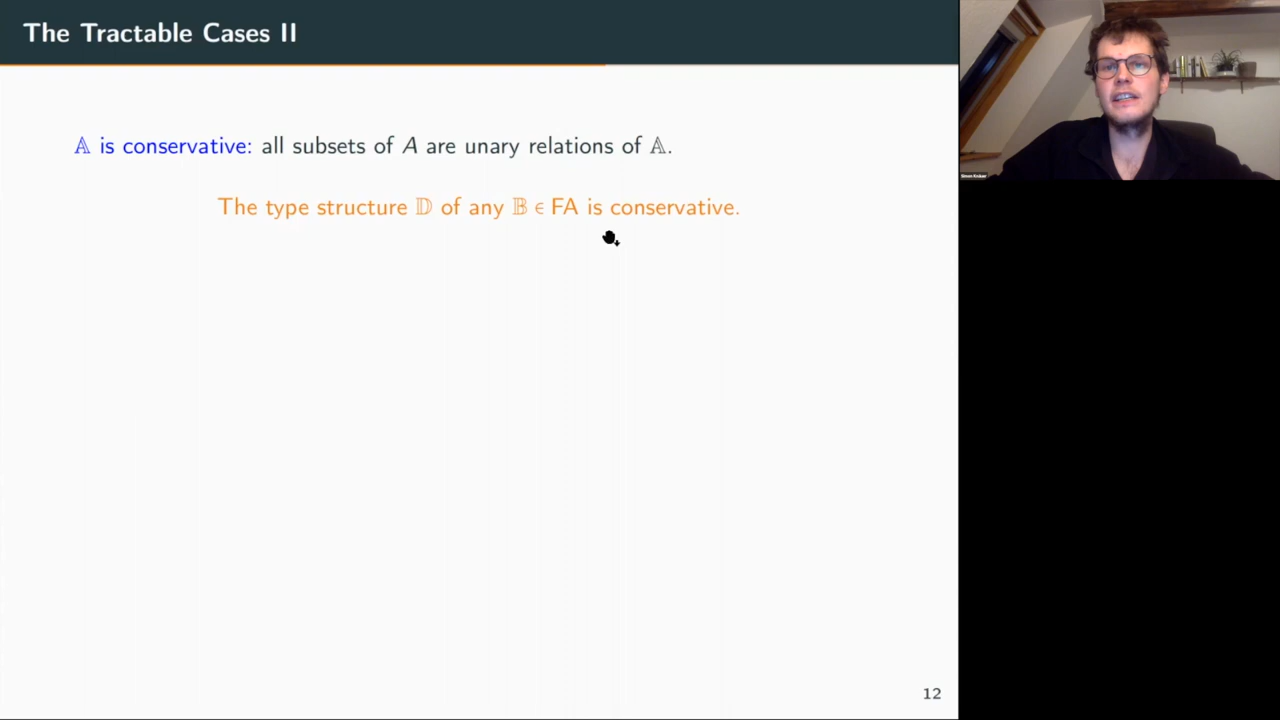 The Tractable Cases II
𝔸 is conservative: all subsets of A are unary relations of 𝔸.
The type structure 𝔻 of any 𝔹 ∈ FA is conservative.
12